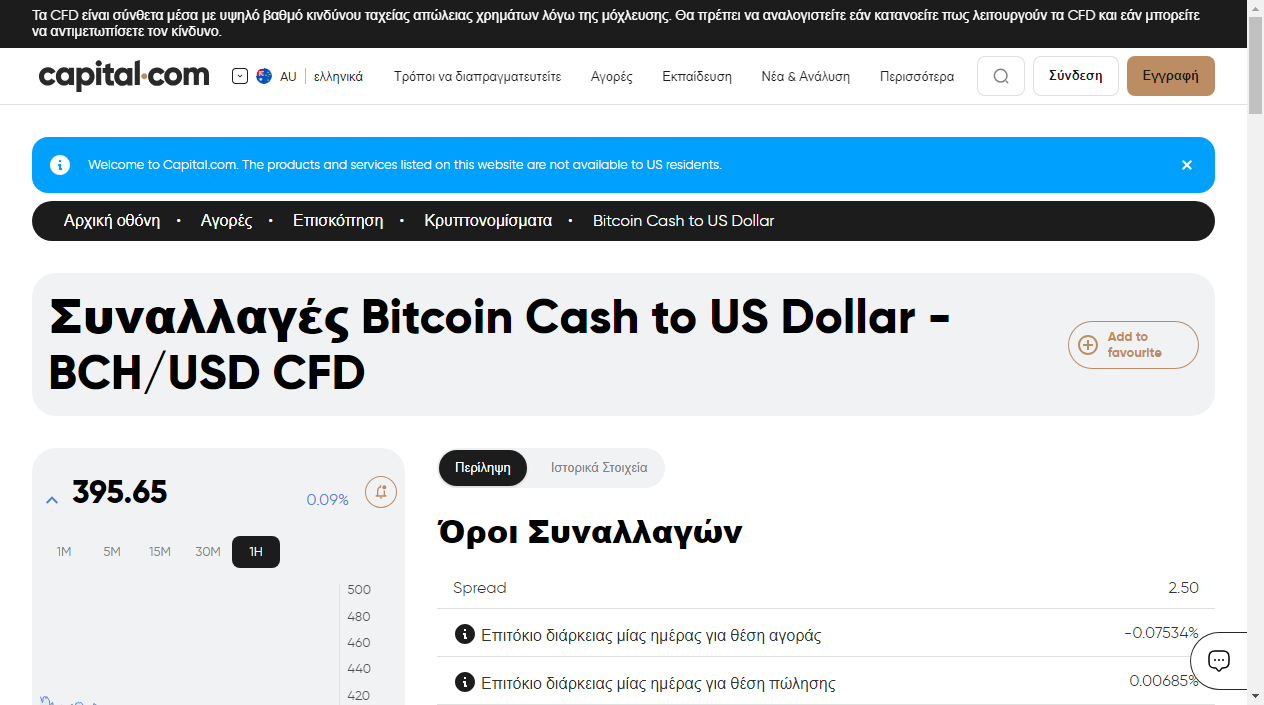 Τα CFD είναι σύνθετα μέσα με υψηλό βαθμό κινδύνου ταχείας απώλειας χρημάτων λόγω της μόχλευσης. Θα πρέπει να αναλογιστείτε εάν κατανοείτε πως λειτουργούν τα CFD και εάν μπορείτε
να αντιμετωπίσετε τον κίνδυνο.
capital.com AU ελληνικά Τρόποι να διαπραγματευτείτε Αγορές Εκπαίδευση Νέα & Ανάλυση Περισσότερα Σύνδεση Εγγραφή
Welcome to Capital.com. The products and services listed on this website are not available to US residents.
Αρχική οθόνη • Αγορές • Επισκόπηση • Κρυπτονομίσματα • Bitcoin Cash to US Dollar
Συναλλαγές Bitcoin Cash to US Dollar -
BCH/USD CFD
Add to
favourite
395.65 0.09%
1M 5M 15M 30M 1H
500
480
460
440
420
Περίληψη Ιστορικά Στοιχεία
Όροι Συναλλαγών
Spread 2.50
Επιτόκιο διάρκειας μίας ημέρας για θέση αγοράς -0.07534%
Επιτόκιο διάρκειας μίας ημέρας για θέση πώλησης 0.00685%